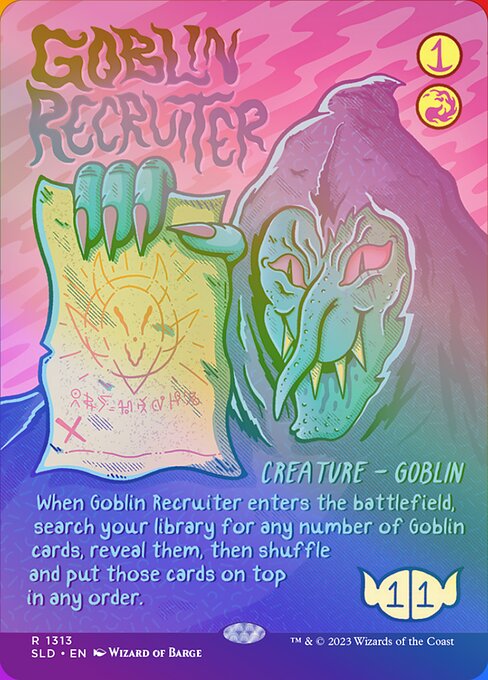 GOBLIN
RECRUITER
1
CREATURE – GOBLIN
When Goblin Recruiter enters the battlefield,
search your library for any number of Goblin
cards, reveal them, then shuffle
and put those cards on top
in any order.
1 1
R 1313
SLD • EN Wizard of Barge
™ & © 2023 Wizards of the Coast